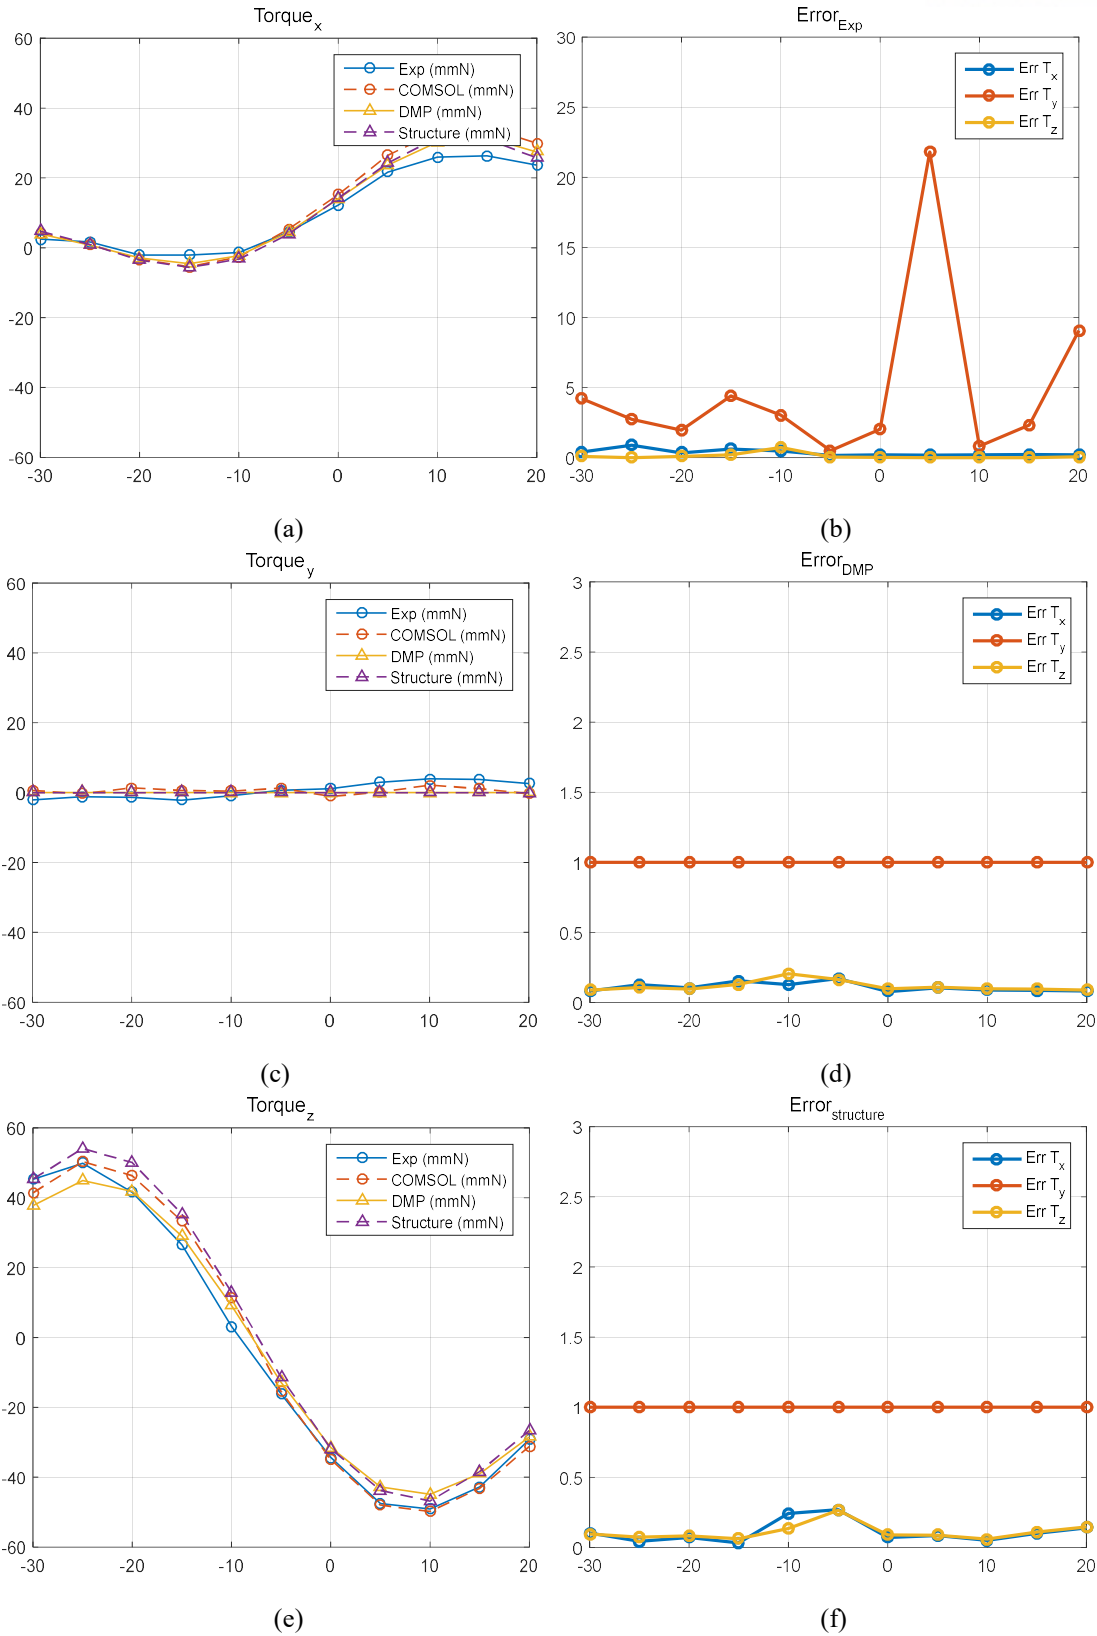 Torque_x
60
40
20
0
-20
-40
-60
-30
-20
-10
0
10
20
Exp (mmN)
COMSOL (mmN)
DMP (mmN)
Structure (mmN)
(a)
Error_Exp
30
25
20
15
10
5
0
-30
-20
-10
0
10
20
Err T_x
Err T_y
Err T_z
(b)
Torque_y
60
40
20
0
-20
-40
-60
-30
-20
-10
0
10
20
Exp (mmN)
COMSOL (mmN)
DMP (mmN)
Structure (mmN)
(c)
Error_DMP
3
2.5
2
1.5
1
0.5
0
-30
-20
-10
0
10
20
Err T_x
Err T_y
Err T_z
(d)
Torque_z
60
40
20
0
-20
-40
-60
-30
-20
-10
0
10
20
Exp (mmN)
COMSOL (mmN)
DMP (mmN)
Structure (mmN)
(e)
Error_structure
3
2.5
2
1.5
1
0.5
0
-30
-20
-10
0
10
20
Err T_x
Err T_y
Err T_z
(f)